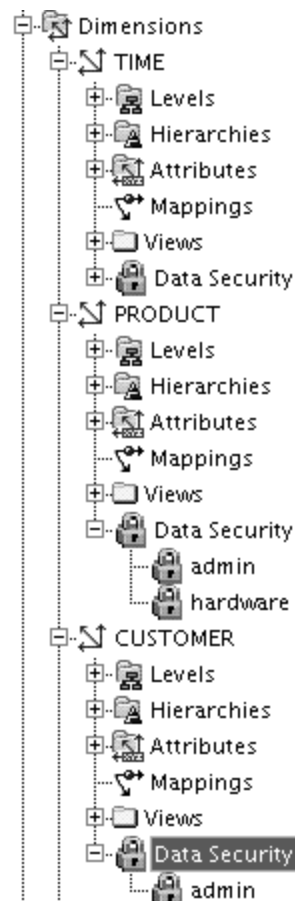 Dimensions
TIME
Levels
Hierarchies
Attributes
Mappings
Views
Data Security
PRODUCT
Levels
Hierarchies
Attributes
Mappings
Views
Data Security
admin
hardware
CUSTOMER
Levels
Hierarchies
Attributes
Mappings
Views
Data Security
admin